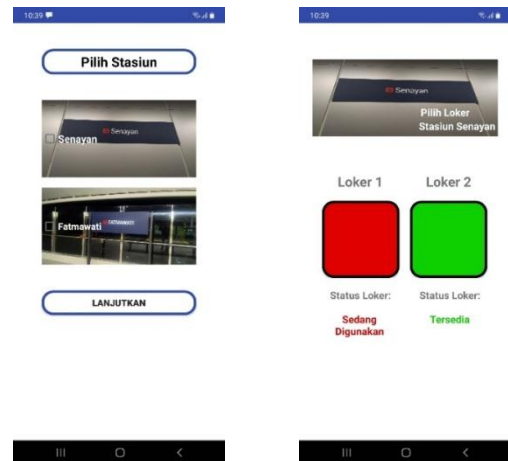 10:39
Pilih Stasiun
Senayan
Senayan
Fatmawati
FATMAWATI
LANJUTKAN
10:39
Senayan
Pilih Loker
Stasiun Senayan
Loker 1
Loker 2
Status Loker:
Status Loker:
Sedang
Digunakan
Tersedia